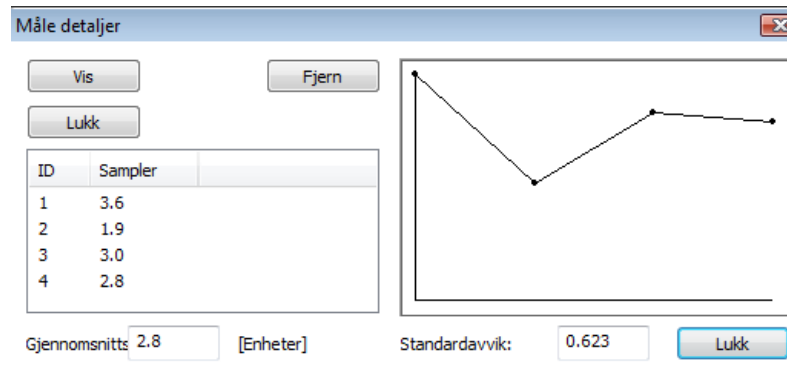 Måle detaljer
Vis Fjern
Lukk
ID Sampler
1 3.6
2 1.9
3 3.0
4 2.8
Gjennomsnitts 2.8 [Enheter] Standardavvik: 0.623 Lukk